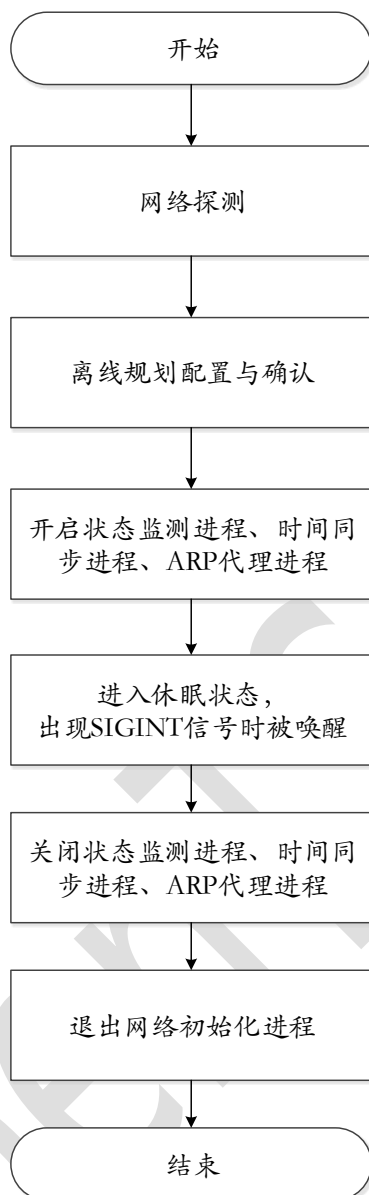 开始
网络探测
离线规划配置与确认
开启状态监测进程、时间同
步进程、ARP代理进程
进入休眠状态，
出现SIGINT信号时被唤醒
关闭状态监测进程、时间同
步进程、ARP代理进程
退出网络初始化进程
结束